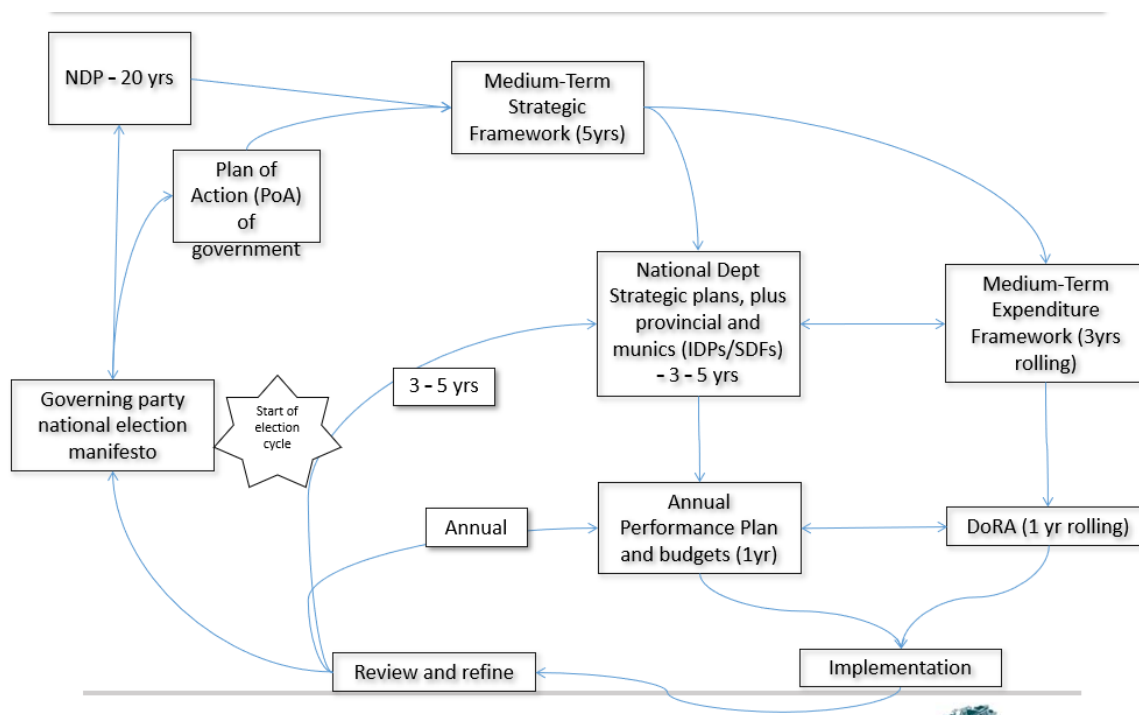 NDP – 20 yrs
Medium-Term
Strategic
Framework (5yrs)
Plan of
Action (PoA)
of
government
National Dept
Strategic plans, plus
provincial and
munics (IDPs/SDFs)
– 3 – 5 yrs
Medium-Term
Expenditure
Framework (3yrs
rolling)
3 – 5 yrs
Governing party
national election
manifesto
Start of
election
cycle
Annual
Annual
Performance Plan
and budgets (1yr)
DoRA (1 yr rolling)
Review and refine
Implementation